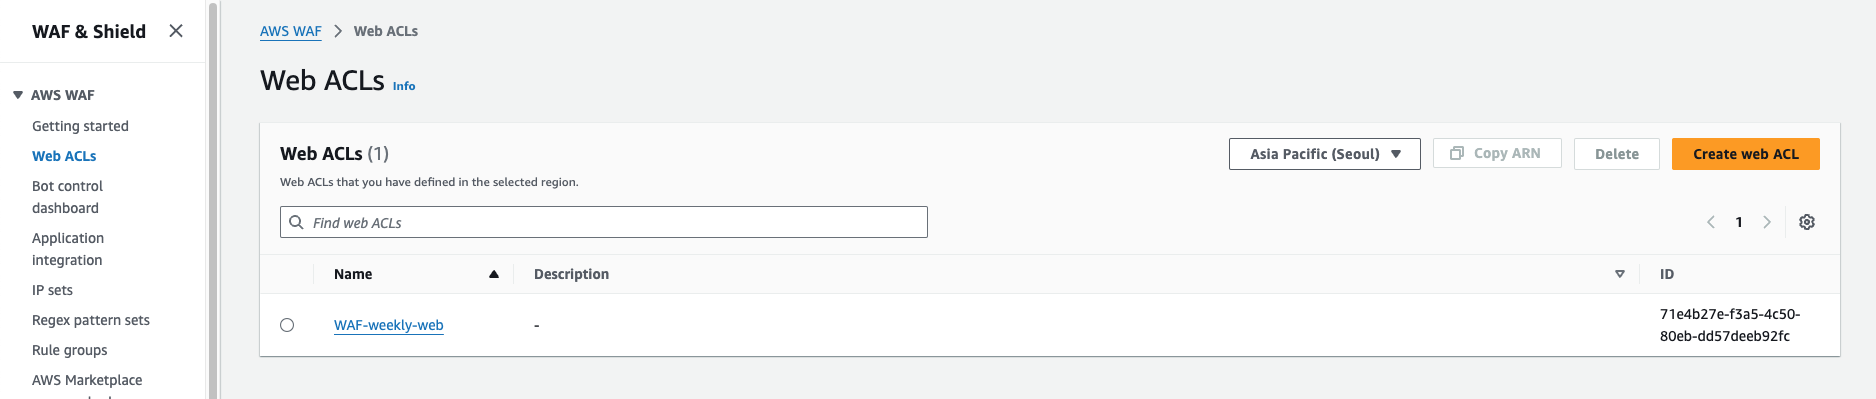 WAF & Shield
AWS WAF
Getting started
Web ACLs
Bot control
dashboard
Application
integration
IP sets
Regex pattern sets
Rule groups
AWS Marketplace
AWS WAF
Web ACLs
Web ACLs Info
Web ACLs (1)
Web ACLs that you have defined in the selected region.
Asia Pacific (Seoul)
Copy ARN
Delete
Create web ACL
Find web ACLs
1
Name Description ID
WAF-weekly-web - 71e4b27e-f3a5-4c50-
80eb-dd57deeb92fc